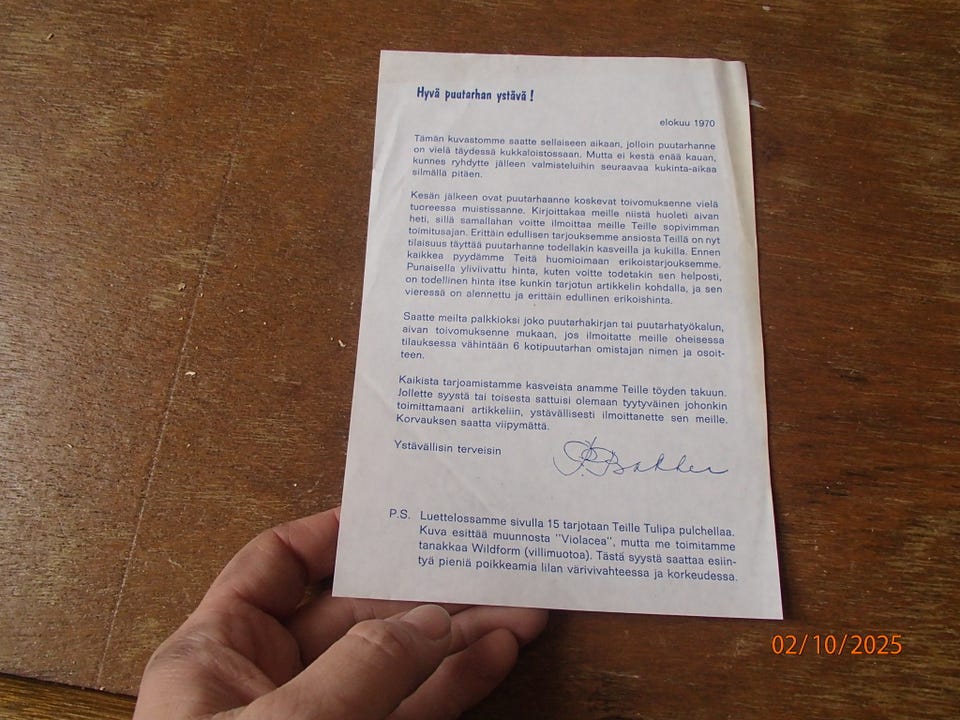 Hyvä puutarhan ystävä !
elokuu 1970
Tämän kuvastomme saatte sellaiseen aikaan, jolloin puutarhanne
on vielä täydessä kukkaloistossaan. Mutta ei kestä enää kauan,
kunnes ryhdytte jälleen valmisteluihin seuraavaa kukinta-aikaa
silmällä pitäen.
Kesän jälkeen ovat puutarhaanne koskevat toivomuksenne vielä
tuoreessa muistissanne. Kirjoittakaa meille niistä huoleti aivan
heti, sillä samallahan voitte ilmoittaa meille Teille sopivimman
toimitusajan. Erittäin edullisen tarjouksemme ansiosta Teillä on nyt
tilaisuus täyttää puutarhanne todellakin kasveilla ja kukilla. Ennen
kaikkea pyydämme Teitä huomioimaan erikoistarjouksemme.
Punaisella yliviivattu hinta, kuten voitte todetakin sen helposti,
on todellinen hinta itse kunkin tarjotun artikkelin kohdalla, ja sen
vieressä on alennettu ja erittäin edullinen erikoishinta.
Saatte meilta palkkioksi joko puutarhakirjan tai puutarhatyökalun,
aivan toivomuksenne mukaan, jos ilmoitatte meille oheisessa
tilauksessa vähintään 6 kotipuutarhan omistajan nimen ja osoit-
teen.
Kaikista tarjoamistamme kasveista anamme Teille töyden takuun.
Jollette syystä tai toisesta sattuisi olemaan tyytyväinen johonkin
toimittamaani artikkeliin, ystävällisesti ilmoittanette sen meille.
Korvauksen saatta viipymättä.
Ystävällisin terveisin
Bakker
P.S. Luettelossamme sivulla 15 tarjotaan Teille Tulipa pulchellaa.
Kuva esittää muunnosta "Violacea", mutta me toimitamme
tanakkaa Wildform (villimuotoa). Tästä syystä saattaa esiin-
tyä pieniä poikkeamia lilan värivivahteessa ja korkeudessa.
02/10/2025